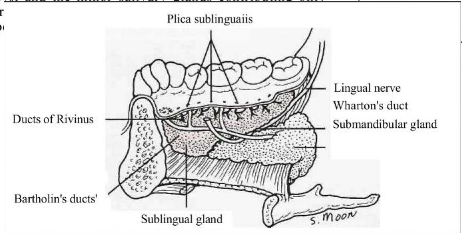 Plica sublinguaiis
Lingual nerve
Wharton's duct
Submandibular gland
Ducts of Rivinus
Bartholin's ducts'
Sublingual gland
S. MOON